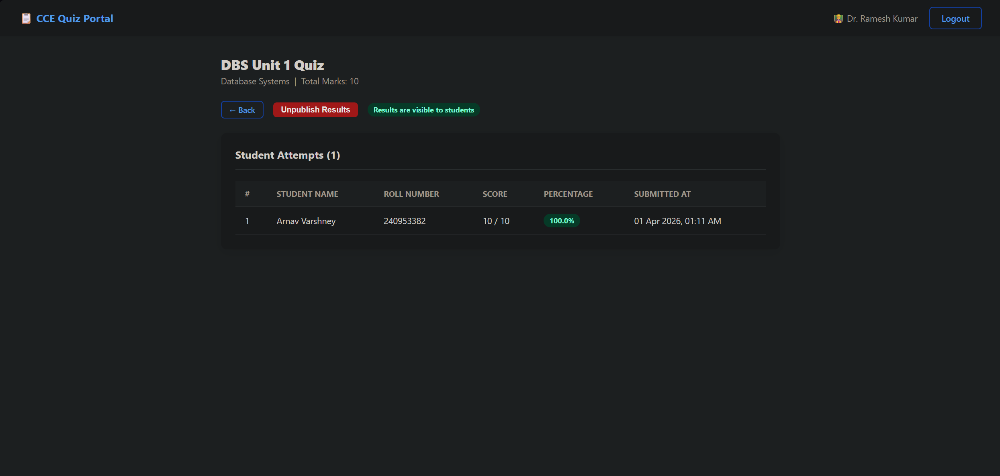 CCE Quiz Portal
Dr. Ramesh Kumar
Logout
DBS Unit 1 Quiz
Database Systems | Total Marks: 10
← Back
Unpublish Results
Results are visible to students
Student Attempts (1)
# STUDENT NAME ROLL NUMBER SCORE PERCENTAGE SUBMITTED AT
1 Arnav Varshney 240953382 10 / 10 100.0% 01 Apr 2026, 01:11 AM